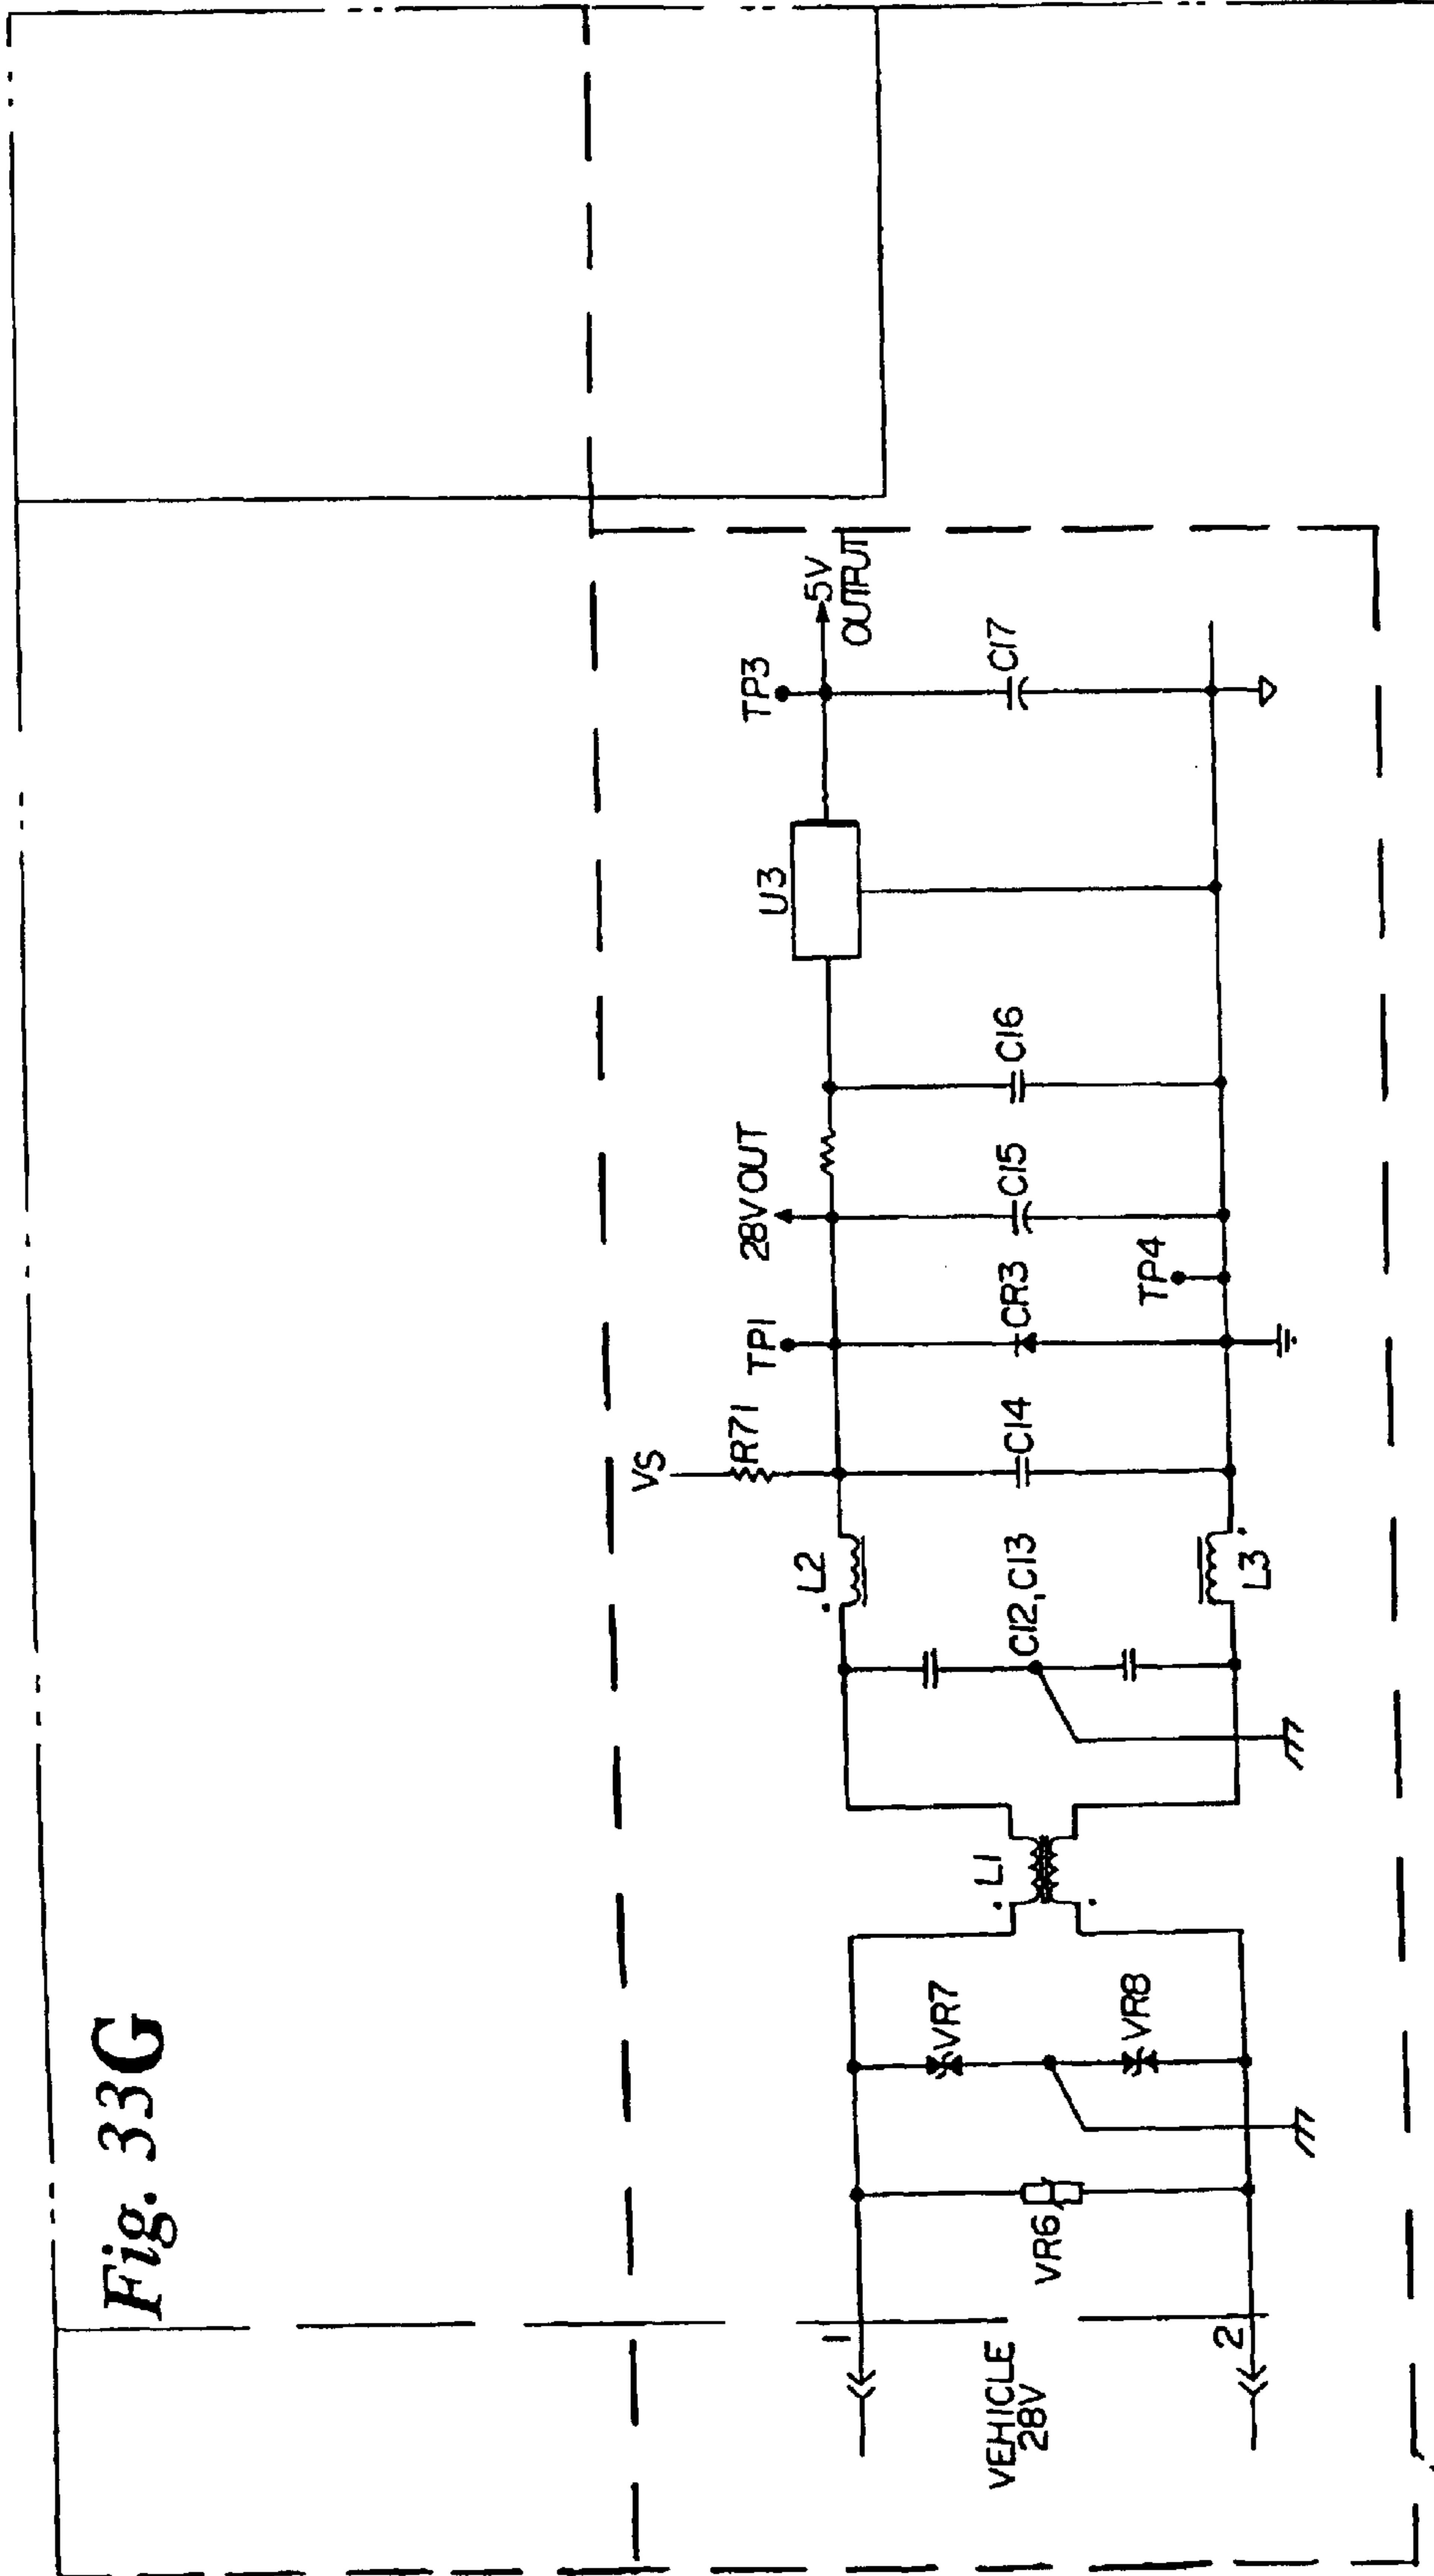 Fig. 33G
VEHICLE
28V
1
2
VR6
VR7
VR8
L1
C12, C13
L2
L3
VS
R71
C14
TP1
CR3
TP4
28V OUT
C15
C16
U3
TP3
5V
OUTPUT
C17